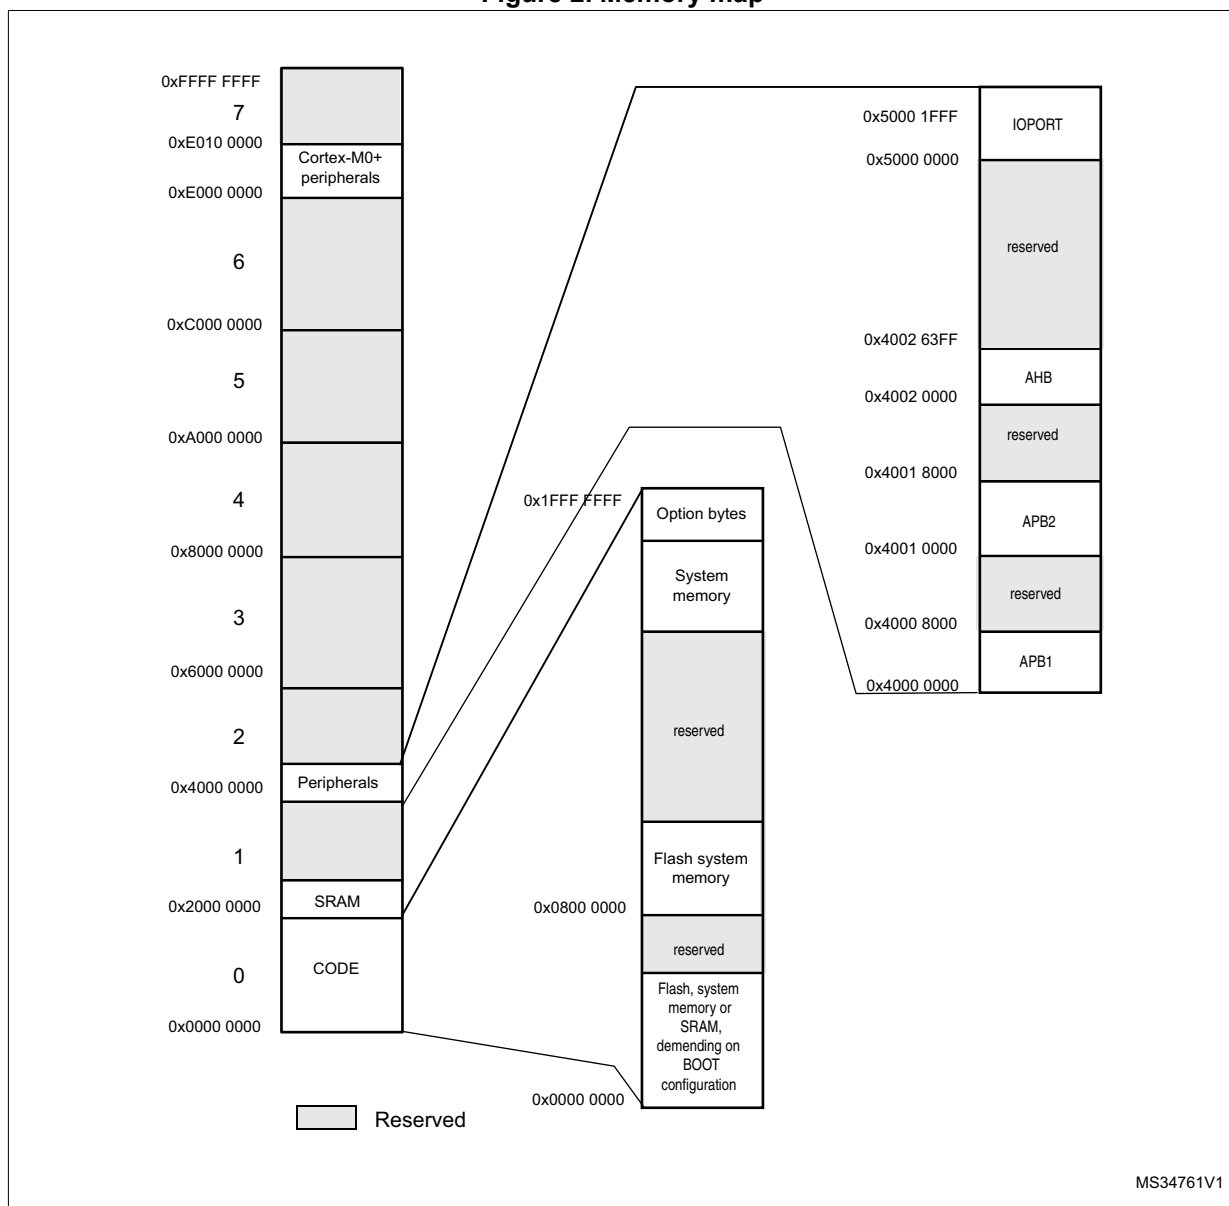 Figure 2. Memory map
0xFFFF FFFF
7
0xE010 0000
Cortex-M0+
peripherals
0xE000 0000
6
0xC000 0000
5
0xA000 0000
4
0x8000 0000
3
0x6000 0000
2
Peripherals
0x4000 0000
1
SRAM
0x2000 0000
CODE
0
0x0000 0000
0x1FFF FFFF
Option bytes
System
memory
reserved
Flash system
memory
0x0800 0000
reserved
Flash, system
memory or
SRAM,
demending on
BOOT
configuration
0x0000 0000
0x5000 1FFF
IOPORT
0x5000 0000
reserved
0x4002 63FF
AHB
0x4002 0000
reserved
0x4001 8000
APB2
0x4001 0000
reserved
0x4000 8000
APB1
0x4000 0000
Reserved
MS34761V1